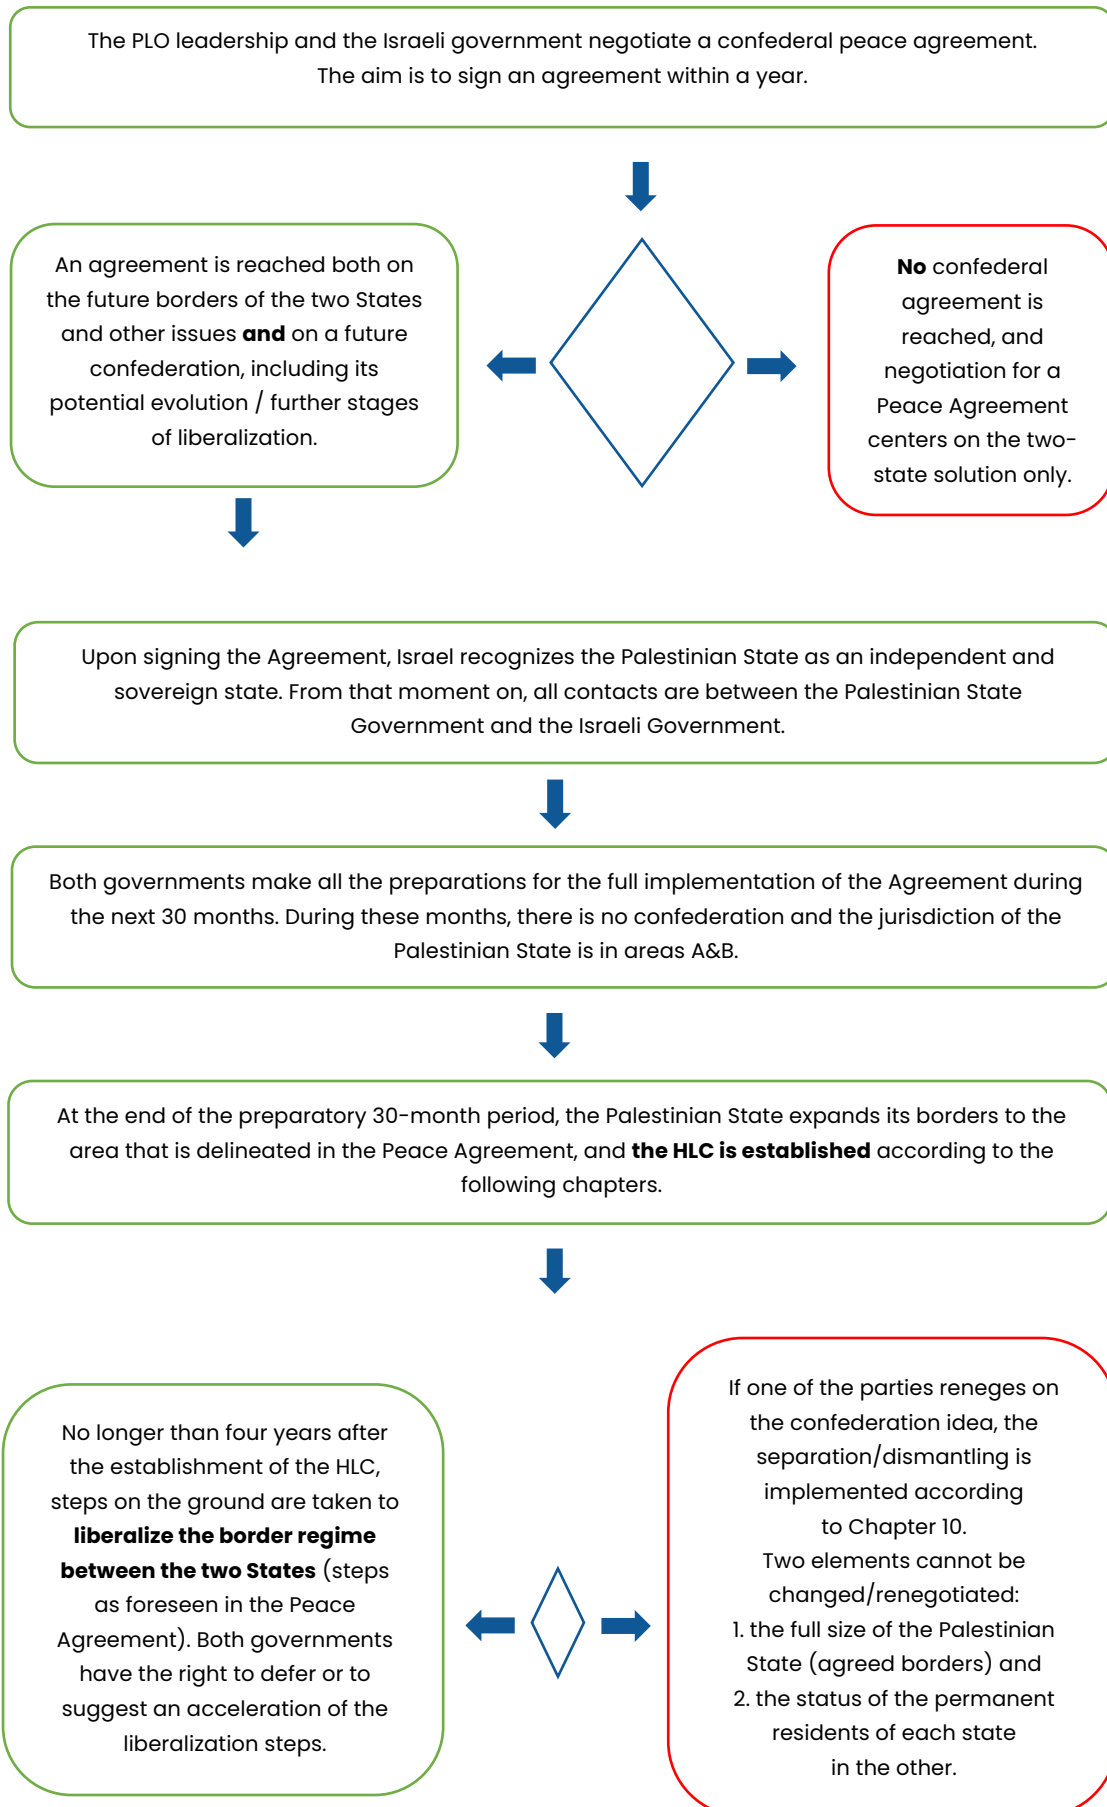 The PLO leadership and the Israeli government negotiate a confederal peace agreement.
The aim is to sign an agreement within a year.
An agreement is reached both on
the future borders of the two States
and other issues and on a future
confederation, including its
potential evolution / further stages
of liberalization.
No confederal
agreement is
reached, and
negotiation for a
Peace Agreement
centers on the two-
state solution only.
Upon signing the Agreement, Israel recognizes the Palestinian State as an independent and
sovereign state. From that moment on, all contacts are between the Palestinian State
Government and the Israeli Government.
Both governments make all the preparations for the full implementation of the Agreement during
the next 30 months. During these months, there is no confederation and the jurisdiction of the
Palestinian State is in areas A&B.
At the end of the preparatory 30-month period, the Palestinian State expands its borders to the
area that is delineated in the Peace Agreement, and the HLC is established according to the
following chapters.
No longer than four years after
the establishment of the HLC,
steps on the ground are taken to
liberalize the border regime
between the two States (steps
as foreseen in the Peace
Agreement). Both governments
have the right to defer or to
suggest an acceleration of the
liberalization steps.
If one of the parties reneges on
the confederation idea, the
separation/dismantling is
implemented according
to Chapter 10.
Two elements cannot be
changed/renegotiated:
1. the full size of the Palestinian
State (agreed borders) and
2. the status of the permanent
residents of each state
in the other.